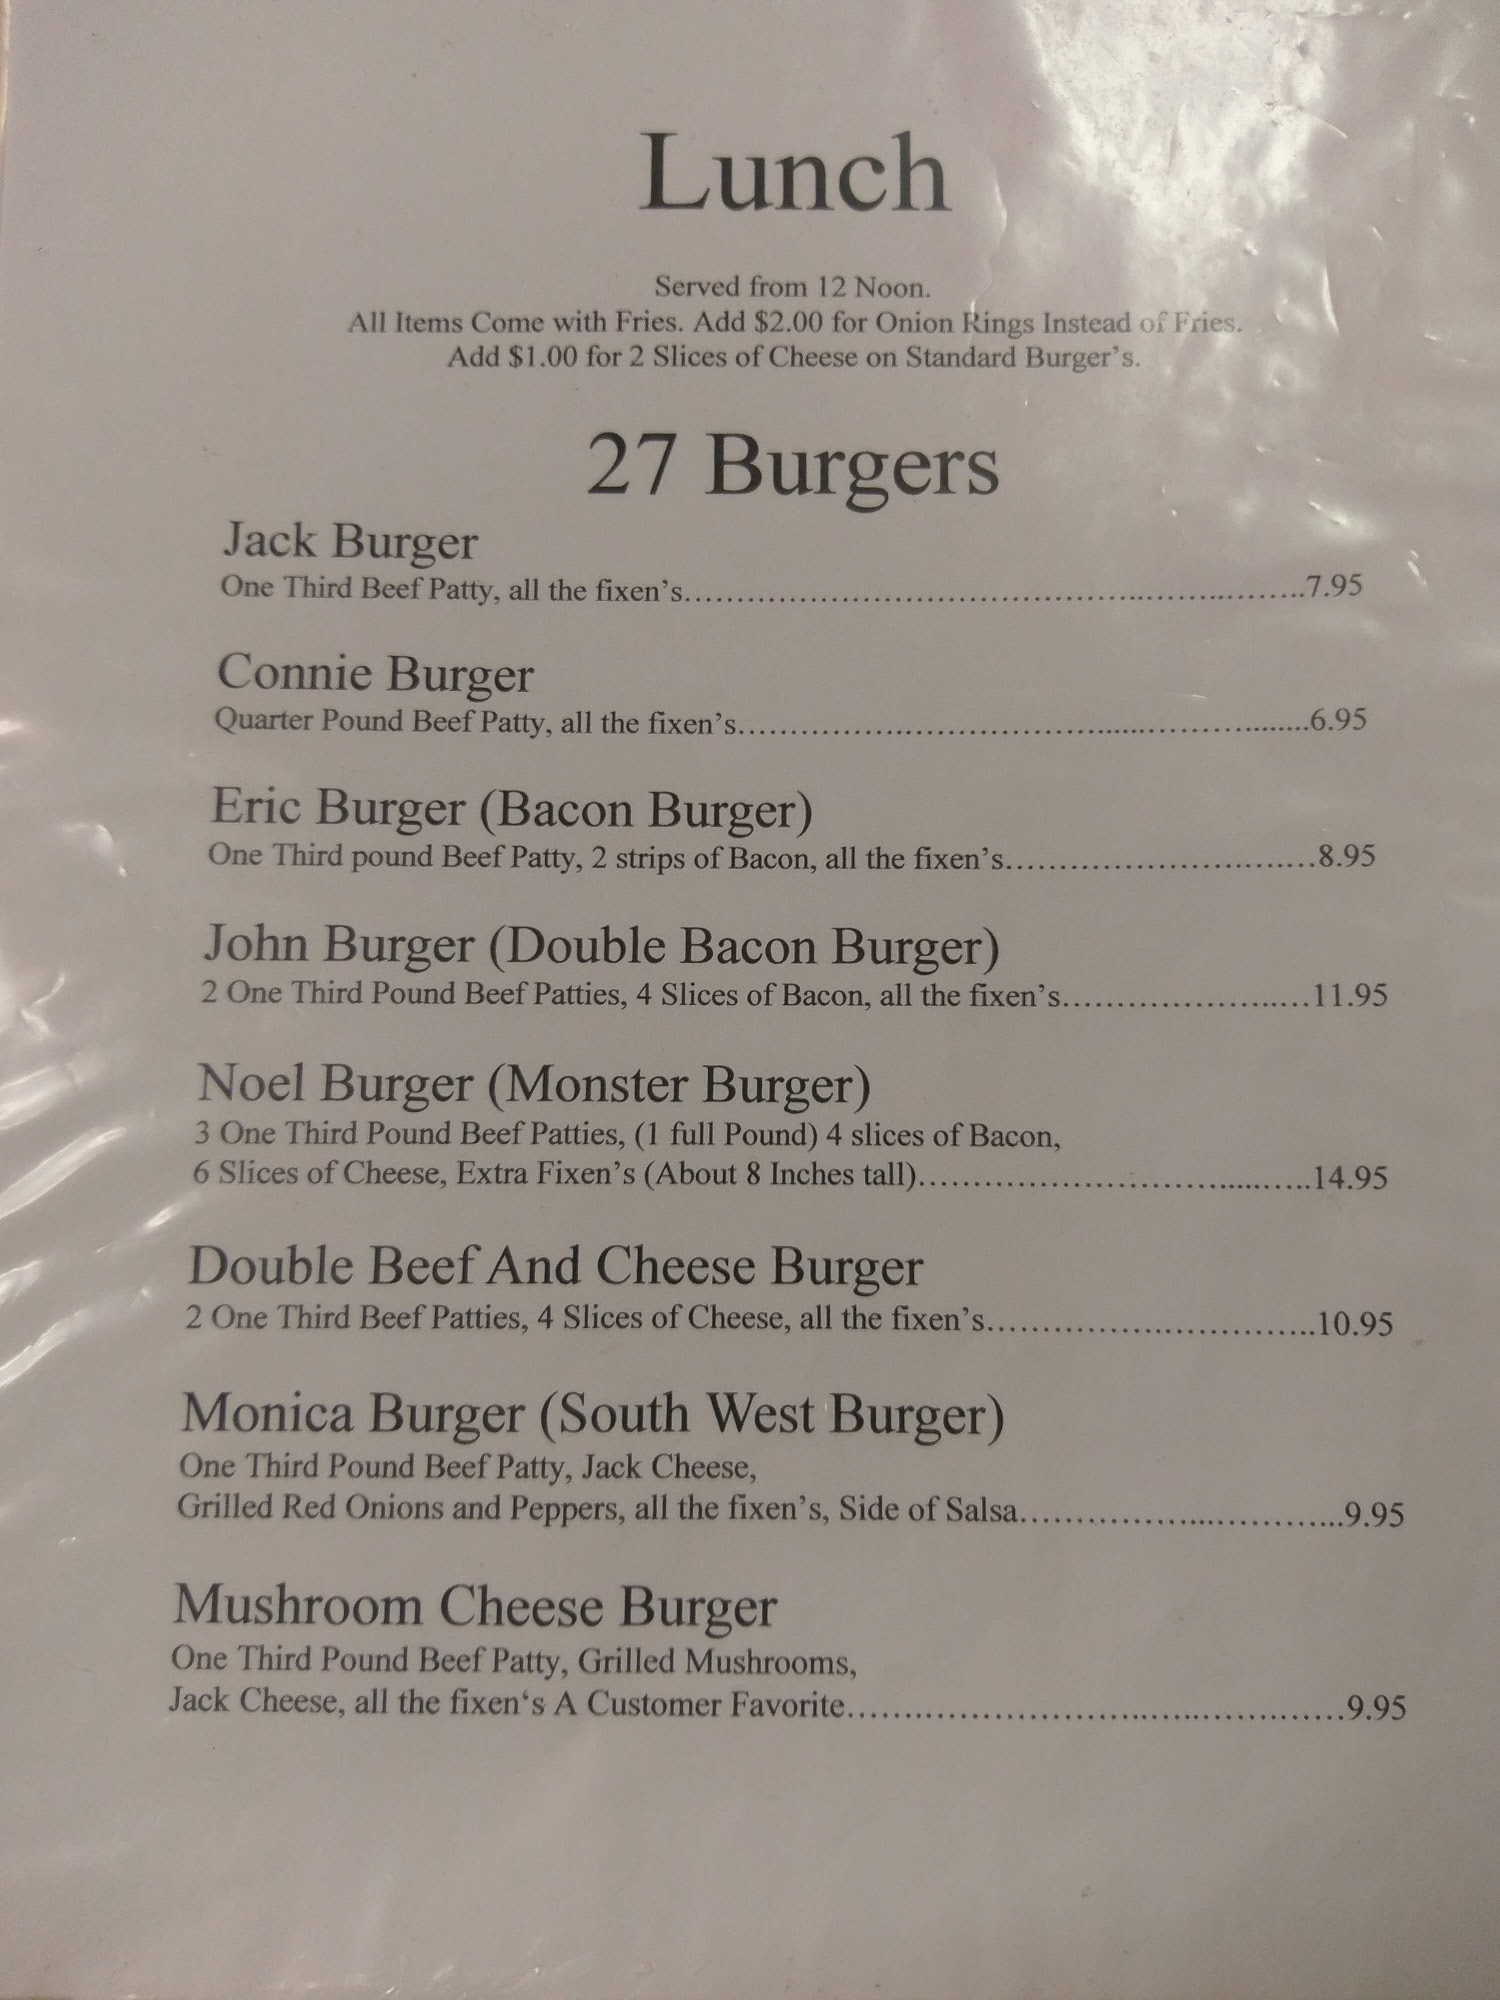 Lunch
Served from 12 Noon.
All Items Come with Fries. Add $2.00 for Onion Rings Instead of Fries.
Add $1.00 for 2 Slices of Cheese on Standard Burger’s.
27 Burgers
Jack Burger
One Third Beef Patty, all the fixen’s..........................................................7.95
Connie Burger
Quarter Pound Beef Patty, all the fixen’s......................................................6.95
Eric Burger (Bacon Burger)
One Third pound Beef Patty, 2 strips of Bacon, all the fixen’s..............................8.95
John Burger (Double Bacon Burger)
2 One Third Pound Beef Patties, 4 Slices of Bacon, all the fixen’s........................11.95
Noel Burger (Monster Burger)
3 One Third Pound Beef Patties, (1 full Pound) 4 slices of Bacon,
6 Slices of Cheese, Extra Fixen’s (About 8 Inches tall)......................................14.95
Double Beef And Cheese Burger
2 One Third Beef Patties, 4 Slices of Cheese, all the fixen’s................................10.95
Monica Burger (South West Burger)
One Third Pound Beef Patty, Jack Cheese,
Grilled Red Onions and Peppers, all the fixen’s, Side of Salsa..............................9.95
Mushroom Cheese Burger
One Third Pound Beef Patty, Grilled Mushrooms,
Jack Cheese, all the fixen‘s A Customer Favorite..............................................9.95